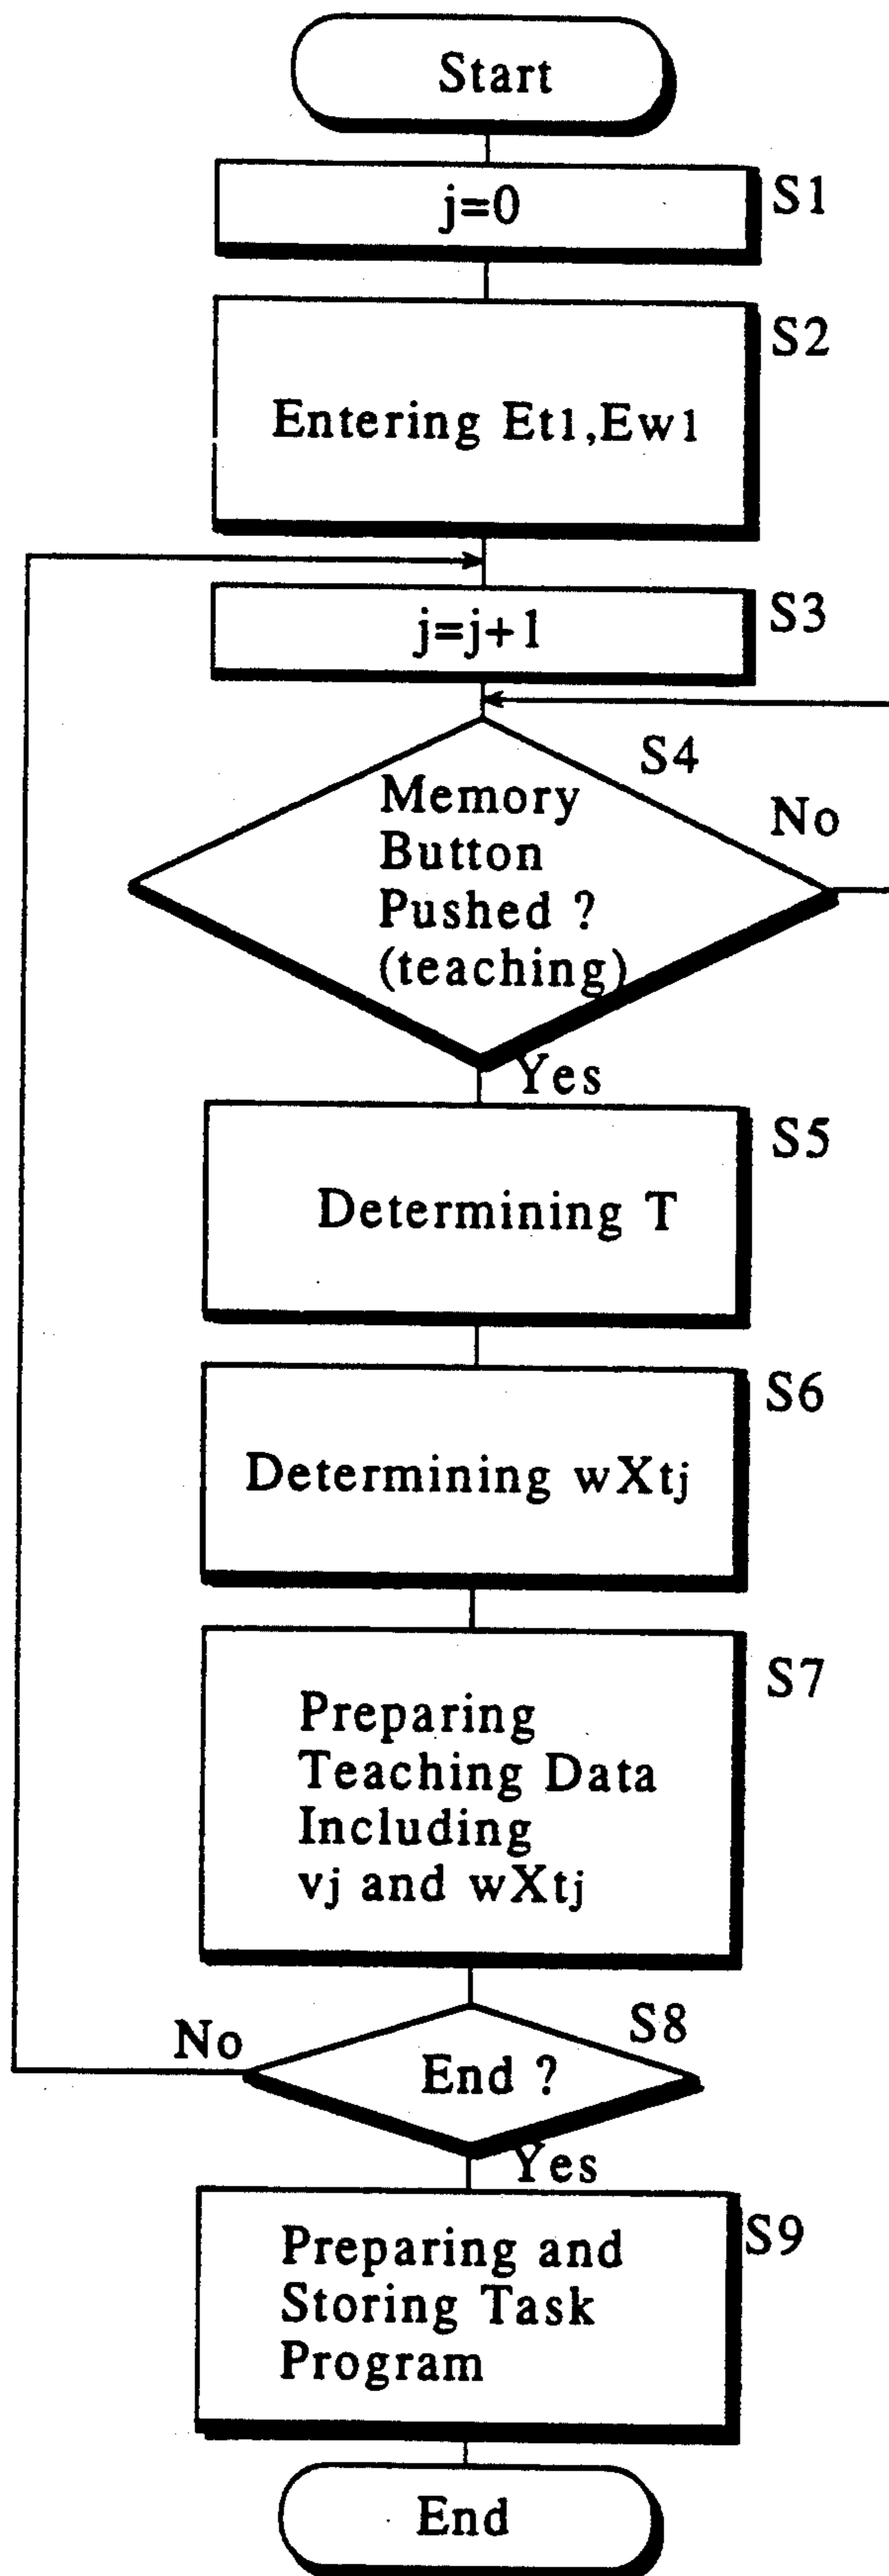 Start
j=0
S1
S2
Entering Et1,Ew1
j=j+1
S3
S4
Memory
Button
Pushed ?
(teaching)
No
Yes
S5
Determining T
S6
Determining wXtj
S7
Preparing
Teaching Data
Including
vj and wXtj
No
S8
End ?
Yes
S9
Preparing and
Storing Task
Program
End